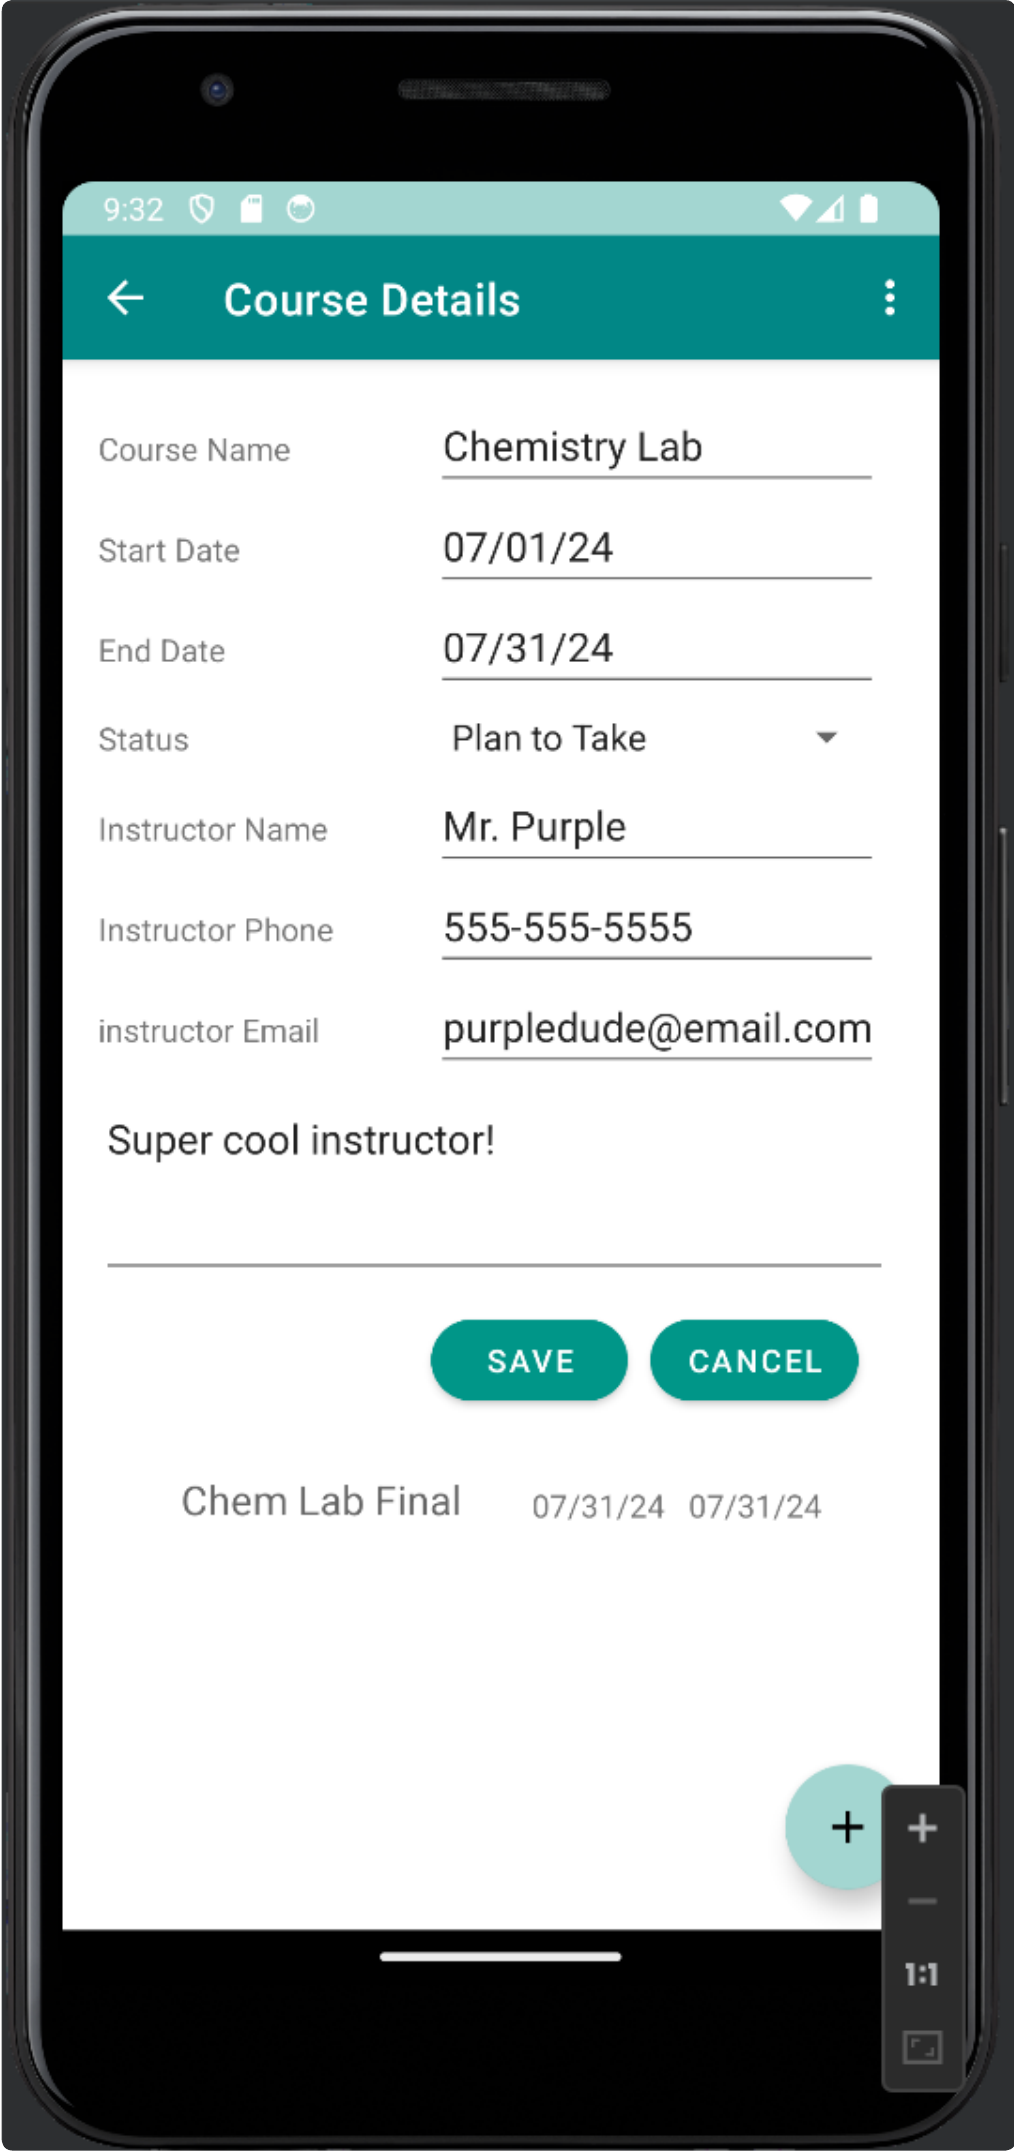 9:32
Course Details
Course Name Chemistry Lab
Start Date 07/01/24
End Date 07/31/24
Status Plan to Take
Instructor Name Mr. Purple
Instructor Phone 555-555-5555
instructor Email purpledude@email.com
Super cool instructor!
SAVE CANCEL
Chem Lab Final 07/31/24 07/31/24
+ +
1:1